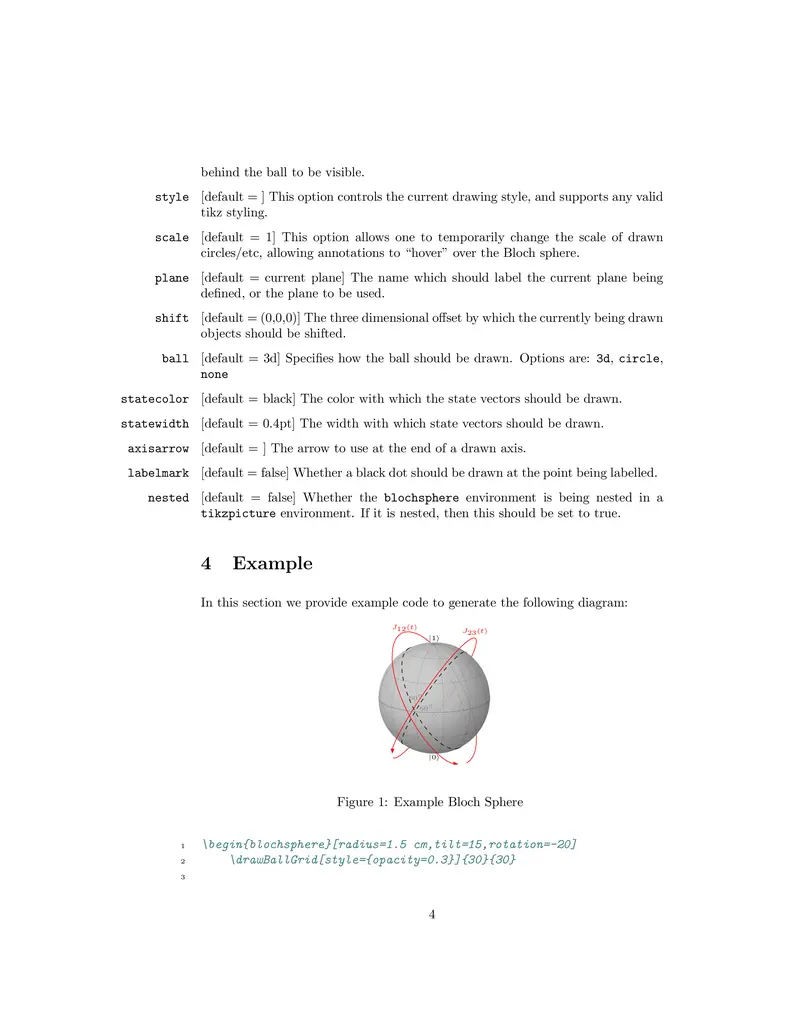 behind the ball to be visible.
style [default = ] This option controls the current drawing style, and supports any valid
tikz styling.
scale [default = 1] This option allows one to temporarily change the scale of drawn
circles/etc, allowing annotations to “hover” over the Bloch sphere.
plane [default = current plane] The name which should label the current plane being
defined, or the plane to be used.
shift [default = (0,0,0)] The three dimensional offset by which the currently being drawn
objects should be shifted.
ball [default = 3d] Specifies how the ball should be drawn. Options are: 3d, circle,
none
statecolor [default = black] The color with which the state vectors should be drawn.
statewidth [default = 0.4pt] The width with which state vectors should be drawn.
axisarrow [default = ] The arrow to use at the end of a drawn axis.
labelmark [default = false] Whether a black dot should be drawn at the point being labelled.
nested [default = false] Whether the blochsphere environment is being nested in a
tikzpicture environment. If it is nested, then this should be set to true.
4 Example
In this section we provide example code to generate the following diagram:
J12(t)
J23(t)
|1⟩
60°
|0⟩
Figure 1: Example Bloch Sphere
1 \begin{blochsphere}[radius=1.5 cm,tilt=15,rotation=-20]
2 \drawBallGrid[style={opacity=0.3}]{30}{30}
3
4